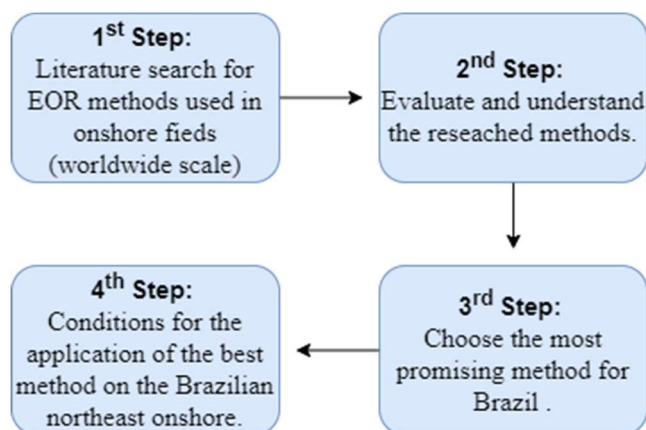 1st Step:
Literature search for
EOR methods used in
onshore fieds
(worldwide scale)
2nd Step:
Evaluate and understand
the reseached methods.
3rd Step:
Choose the most
promising method for
Brazil .
4th Step:
Conditions for the
application of the best
method on the Brazilian
northeast onshore.